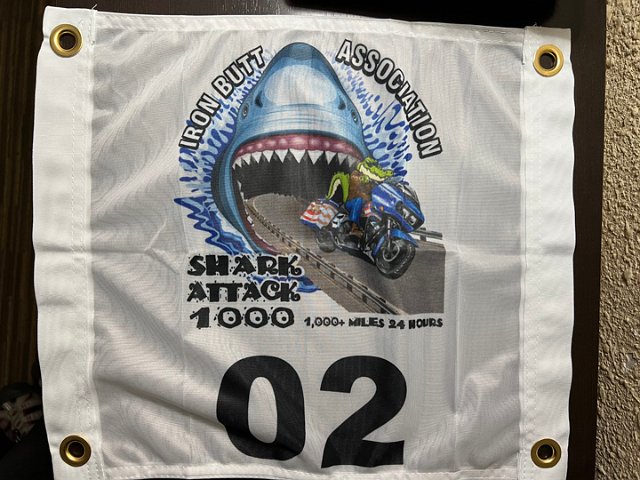 IRON BUTT ASSOCIATION
SHARK
ATTACK
1000
1,000+ MILES 24 HOURS
02